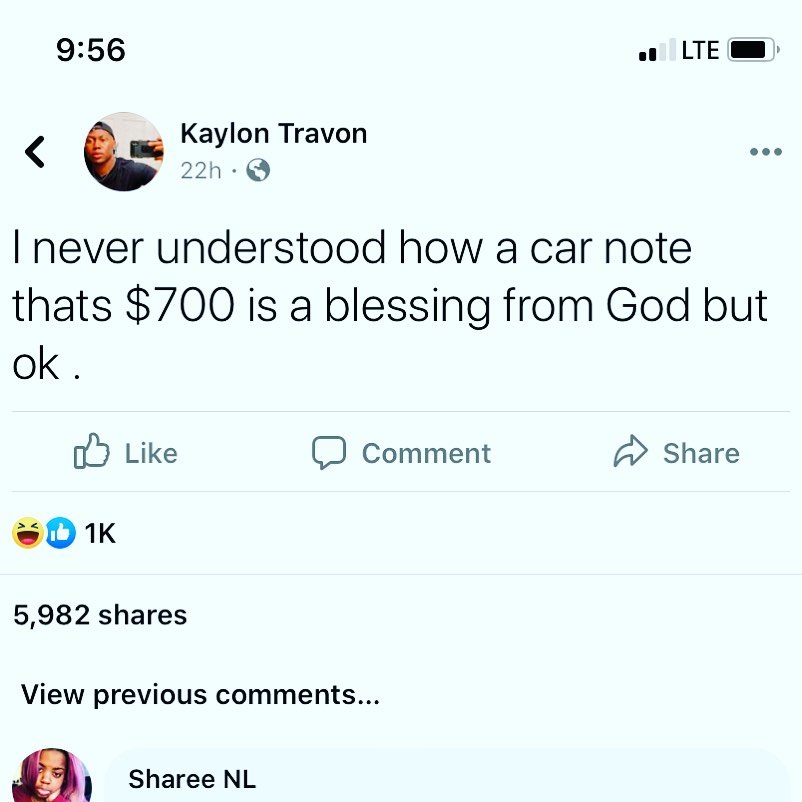 9:56
LTE
Kaylon Travon
22h ·
I never understood how a car note
thats $700 is a blessing from God but
ok .
Like
Comment
Share
1K
5,982 shares
View previous comments...
Sharee NL